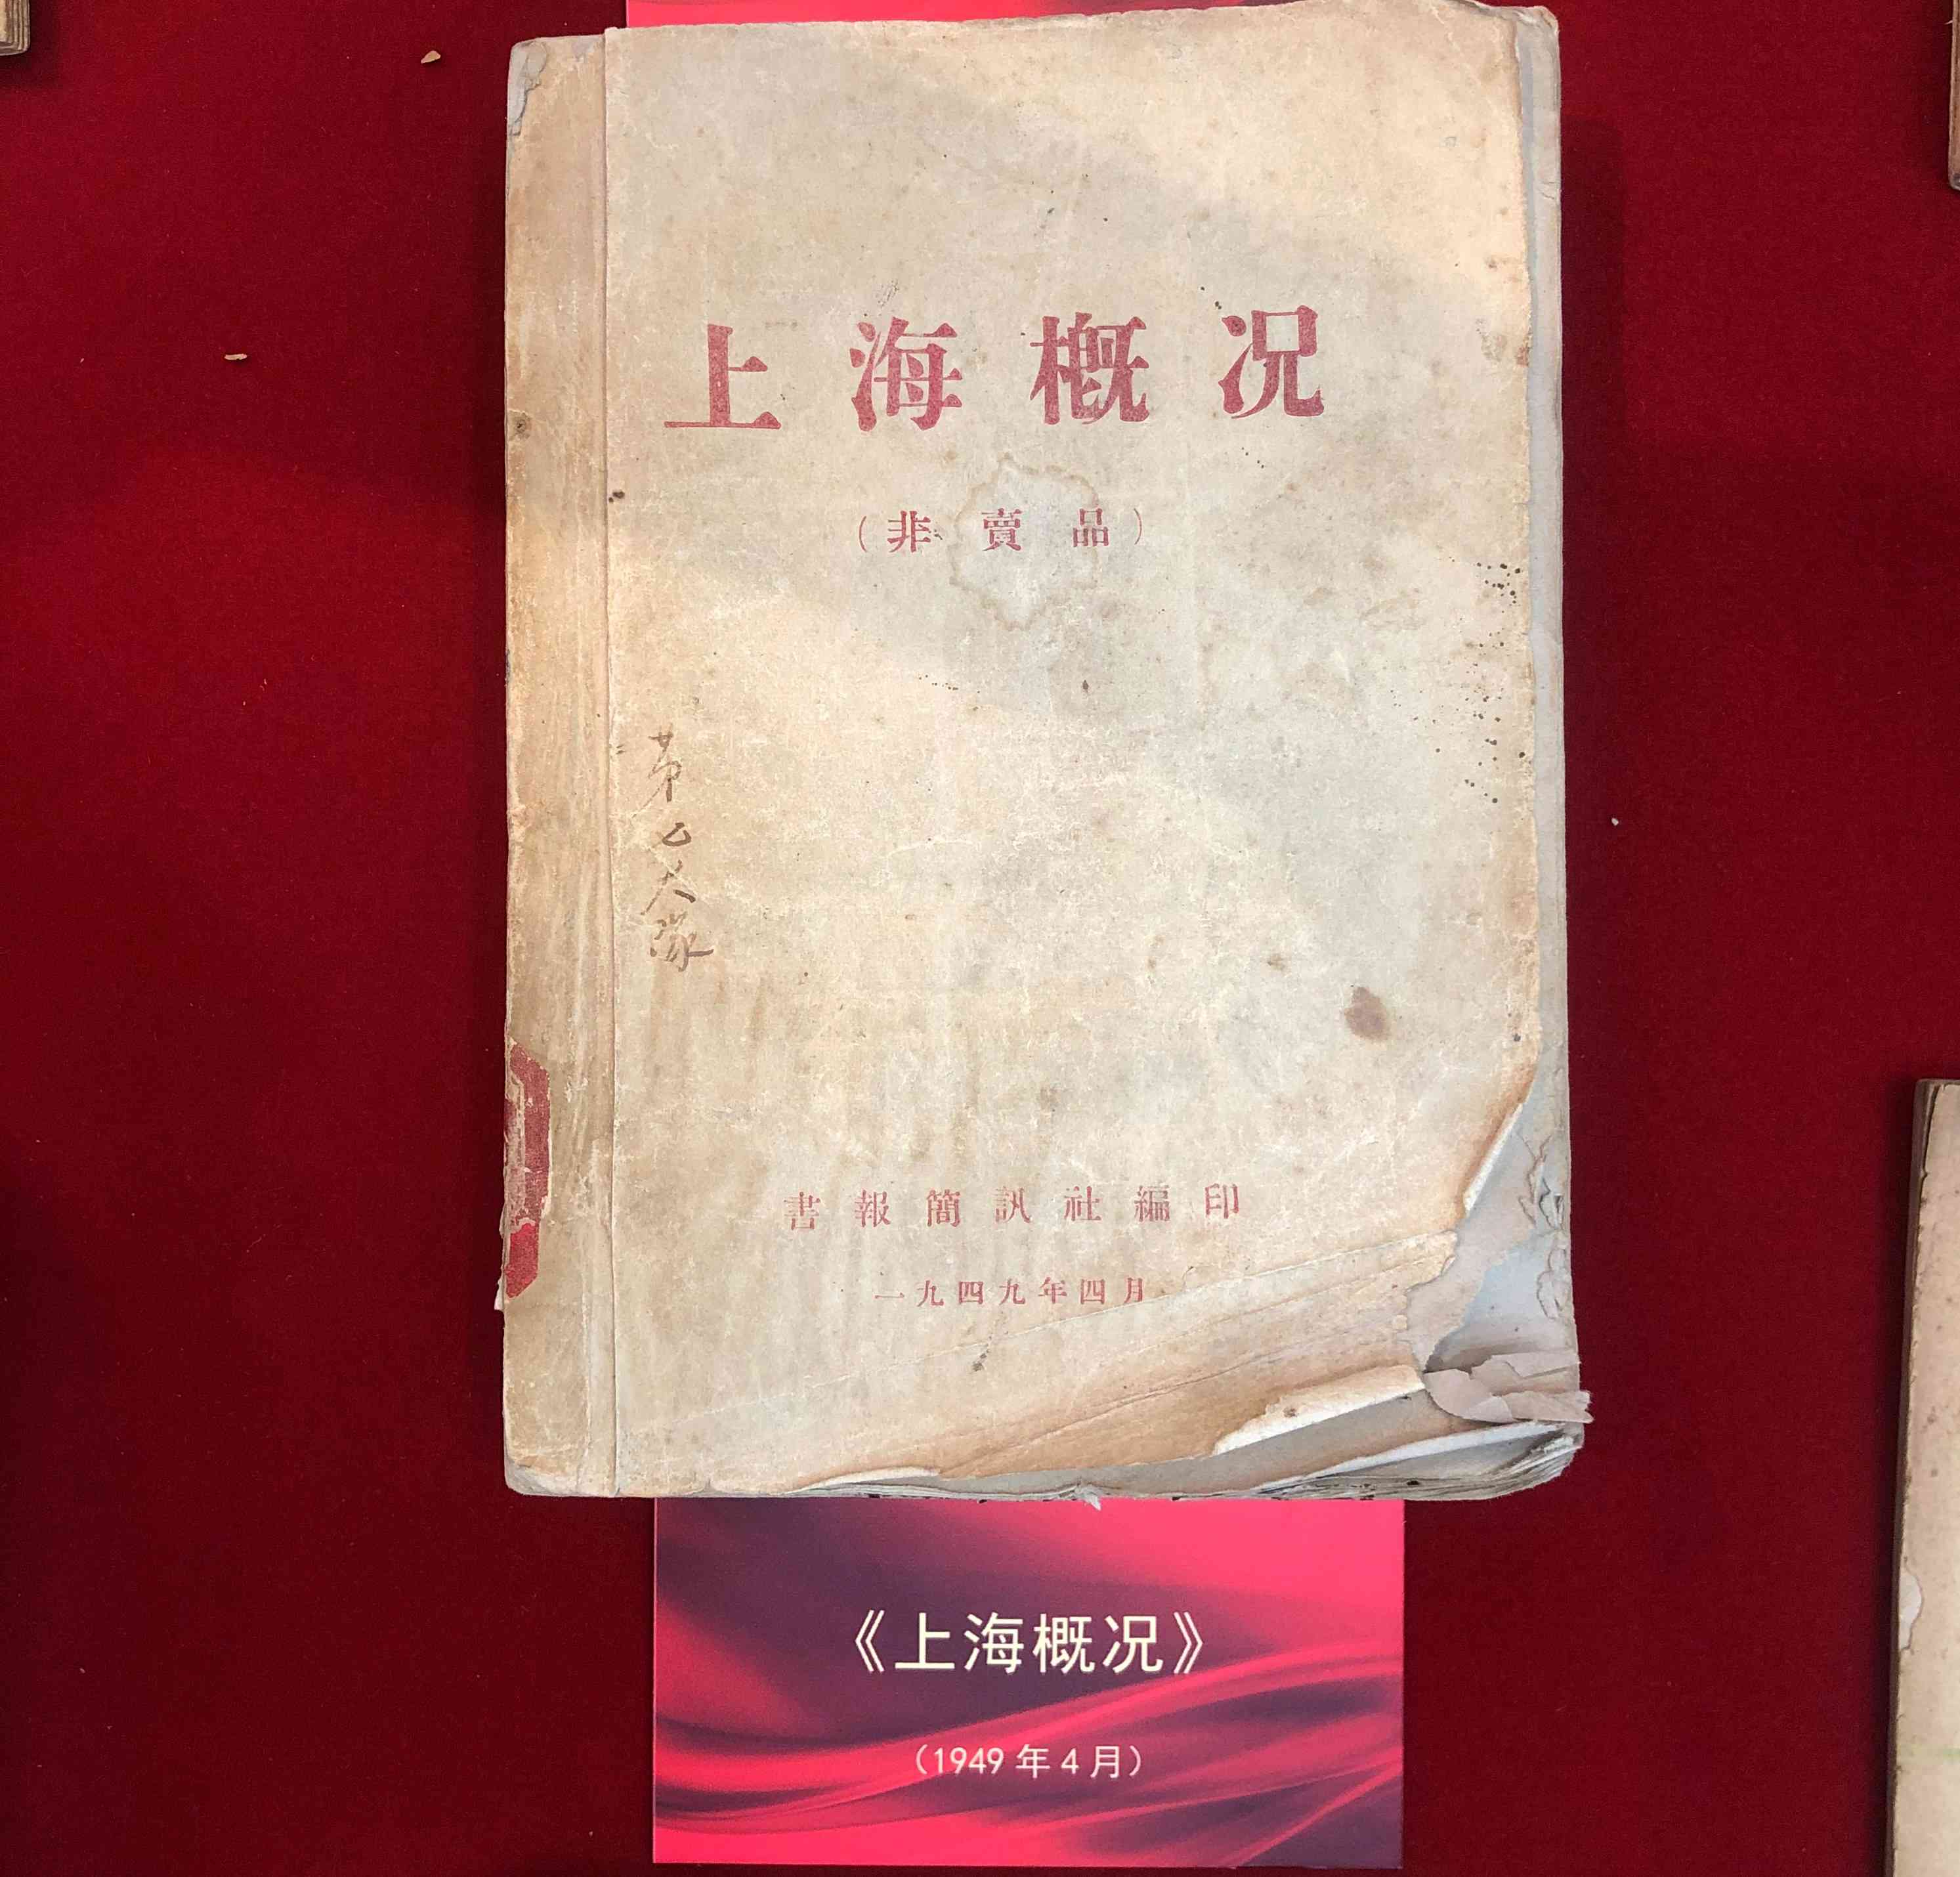 上海概况
(非賣品)
第乙大隊
書報簡訊社編印
一九四九年四月
《上海概况》
(1949年4月)